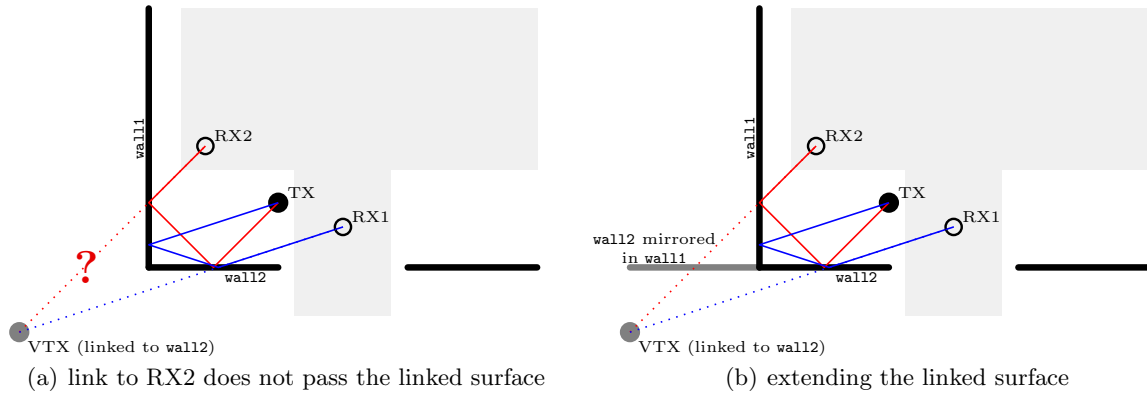 wall1
RX2
TX
RX1
?
wall2
VTX (linked to wall2)
(a) link to RX2 does not pass the linked surface
wall1
RX2
TX
RX1
wall2 mirrored
in wall1
wall2
VTX (linked to wall2)
(b) extending the linked surface